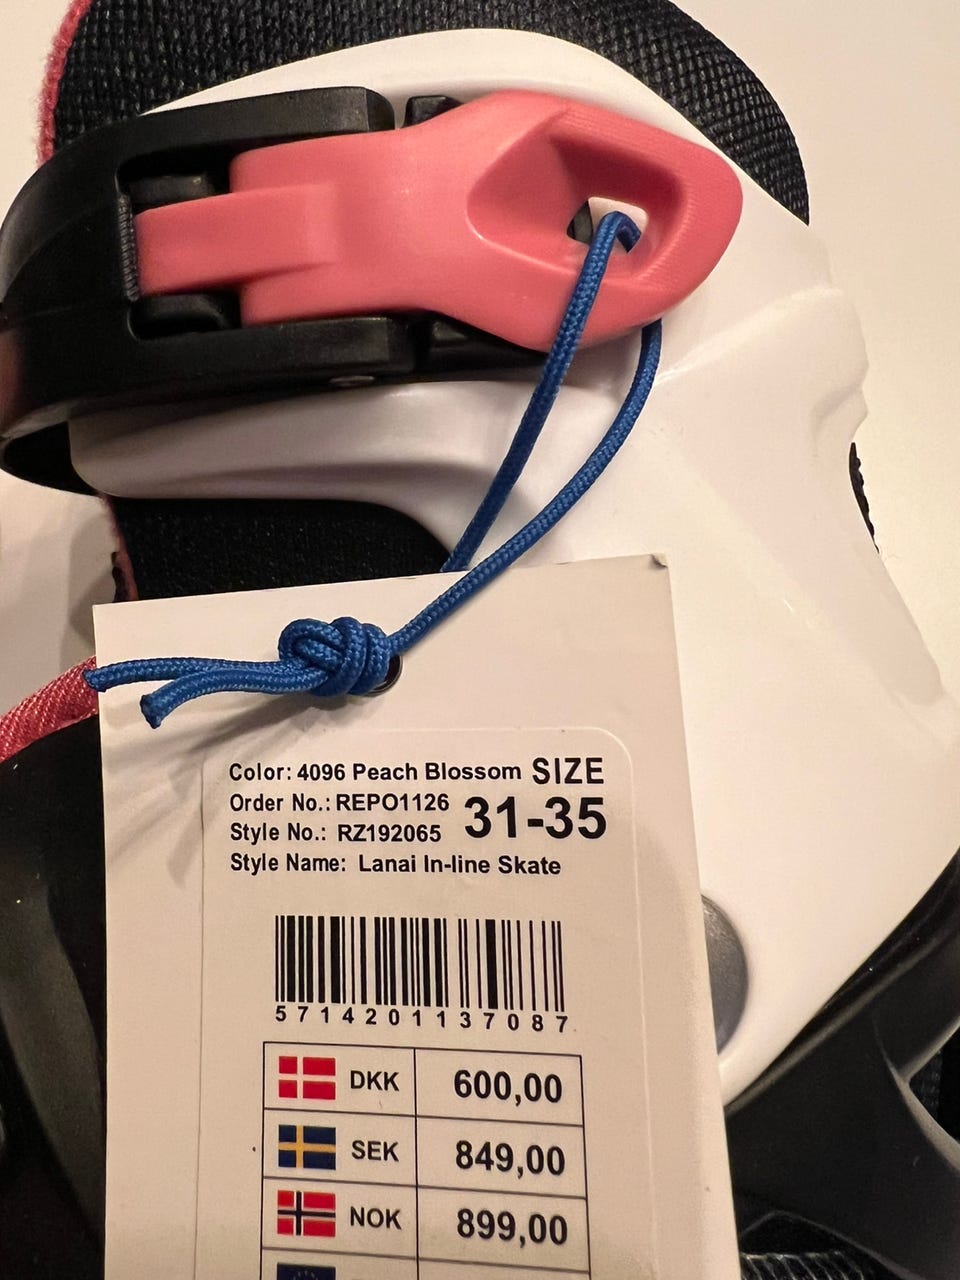 Color: 4096 Peach Blossom SIZE
Order No.: REPO1126 31-35
Style No.: RZ192065
Style Name: Lanai In-line Skate
5714201137087
DKK 600,00
SEK 849,00
NOK 899,00